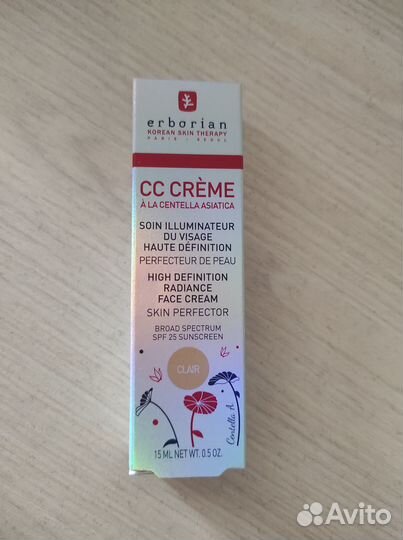 erborian
KOREAN SKIN THERAPY
PARIS - SEOUL
CC CRÈME
À LA CENTELLA ASIATICA
SOIN ILLUMINATEUR
DU VISAGE
HAUTE DÉFINITION
PERFECTEUR DE PEAU
HIGH DEFINITION
RADIANCE
FACE CREAM
SKIN PERFECTOR
BROAD SPECTRUM
SPF 25 SUNSCREEN
CLAIR
Centella A.
15 ML NET WT. 0.5 OZ.
Avito